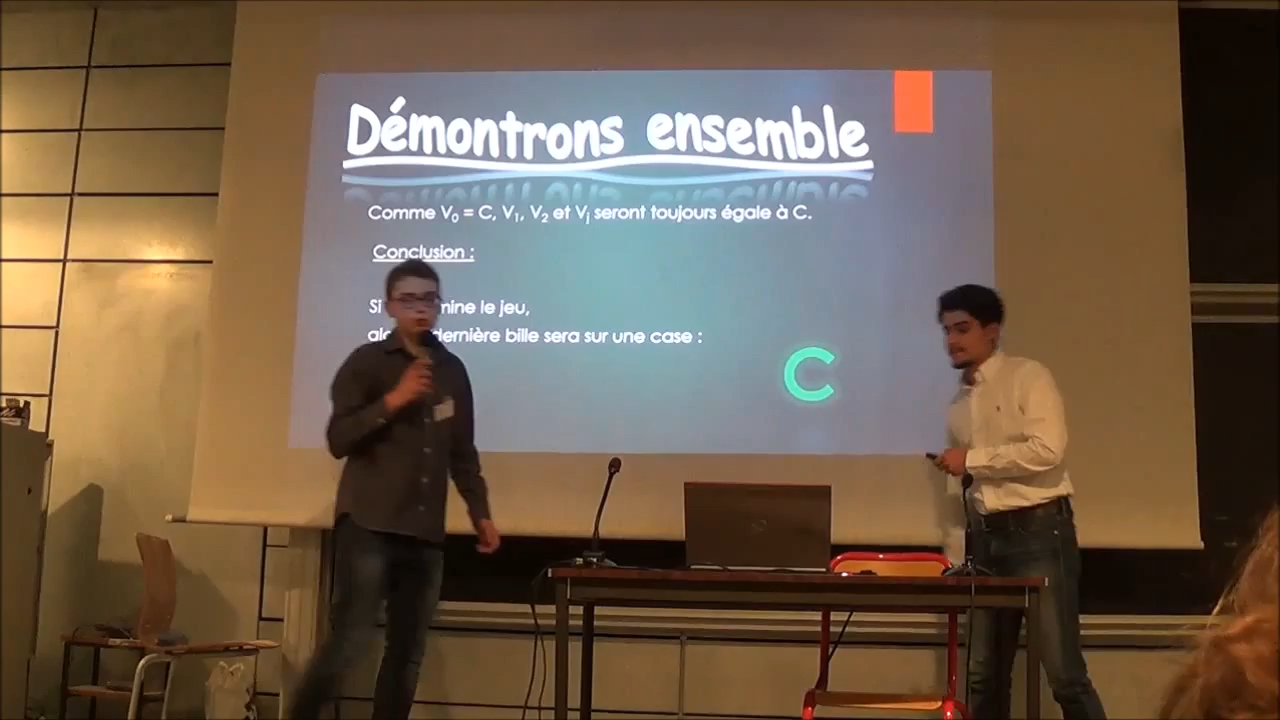 Démontrons ensemble
Comme V₀ = C, V₁, V₂ et Vⱼ seront toujours égale à C.
Conclusion :
Si mine le jeu,
dernière bille sera sur une case :
C